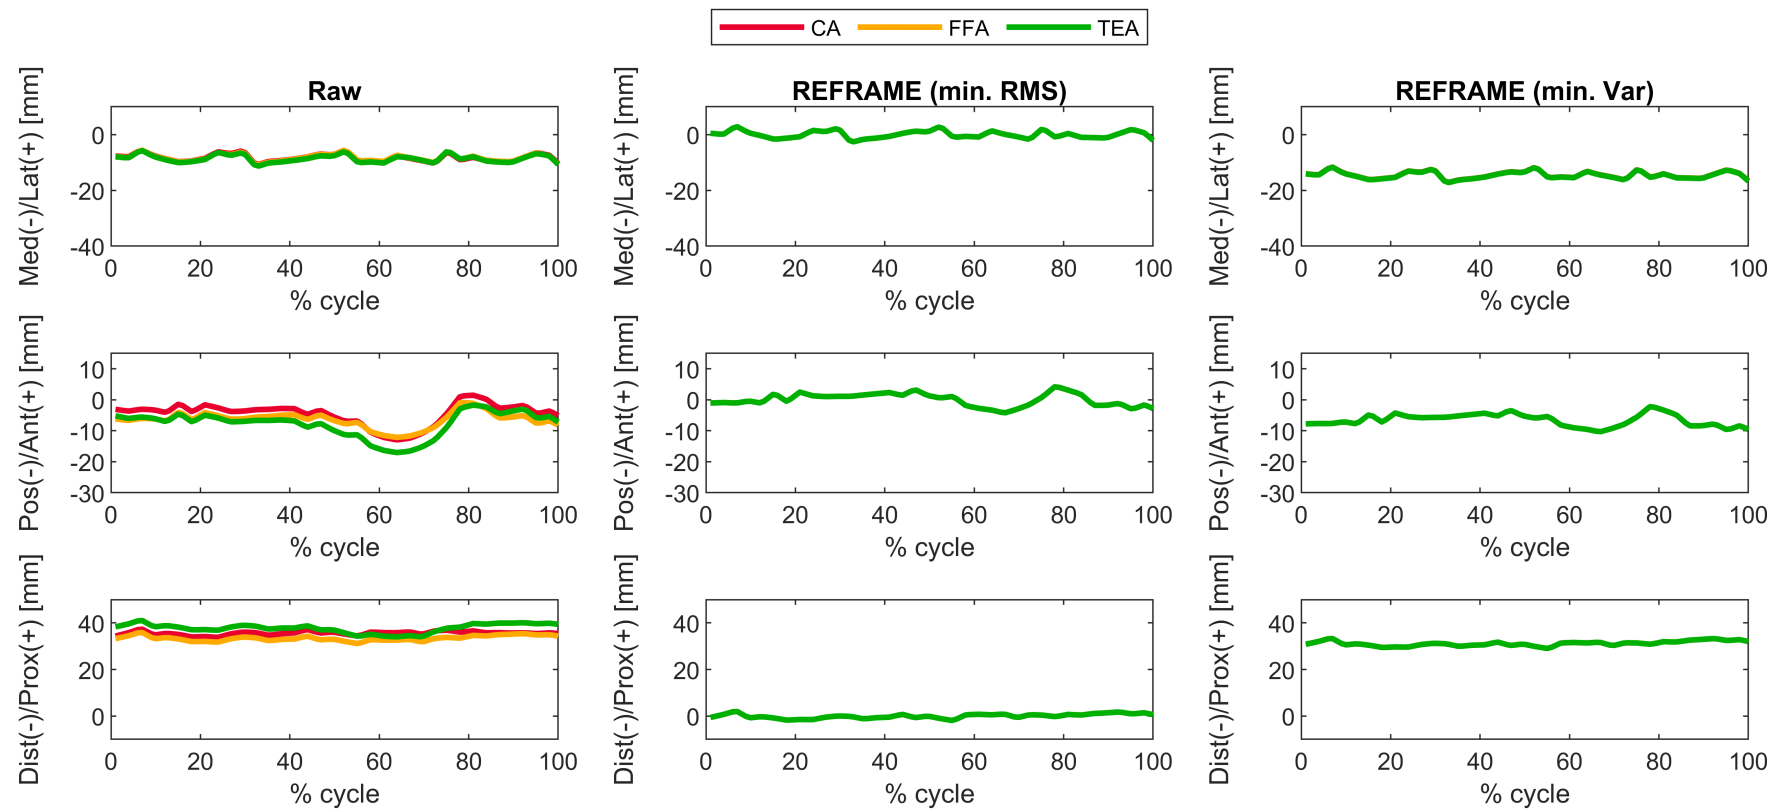 CA FFA TEA
Raw
REFRAME (min. RMS)
REFRAME (min. Var)
Med(-)/Lat(+) [mm]
0
-20
-40
0 20 40 60 80 100
% cycle
Med(-)/Lat(+) [mm]
0
-20
-40
0 20 40 60 80 100
% cycle
Med(-)/Lat(+) [mm]
0
-20
-40
0 20 40 60 80 100
% cycle
Pos(-)/Ant(+) [mm]
10
0
-10
-20
-30
0 20 40 60 80 100
% cycle
Pos(-)/Ant(+) [mm]
10
0
-10
-20
-30
0 20 40 60 80 100
% cycle
Pos(-)/Ant(+) [mm]
10
0
-10
-20
-30
0 20 40 60 80 100
% cycle
Dist(-)/Prox(+) [mm]
40
20
0
0 20 40 60 80 100
% cycle
Dist(-)/Prox(+) [mm]
40
20
0
0 20 40 60 80 100
% cycle
Dist(-)/Prox(+) [mm]
40
20
0
0 20 40 60 80 100
% cycle